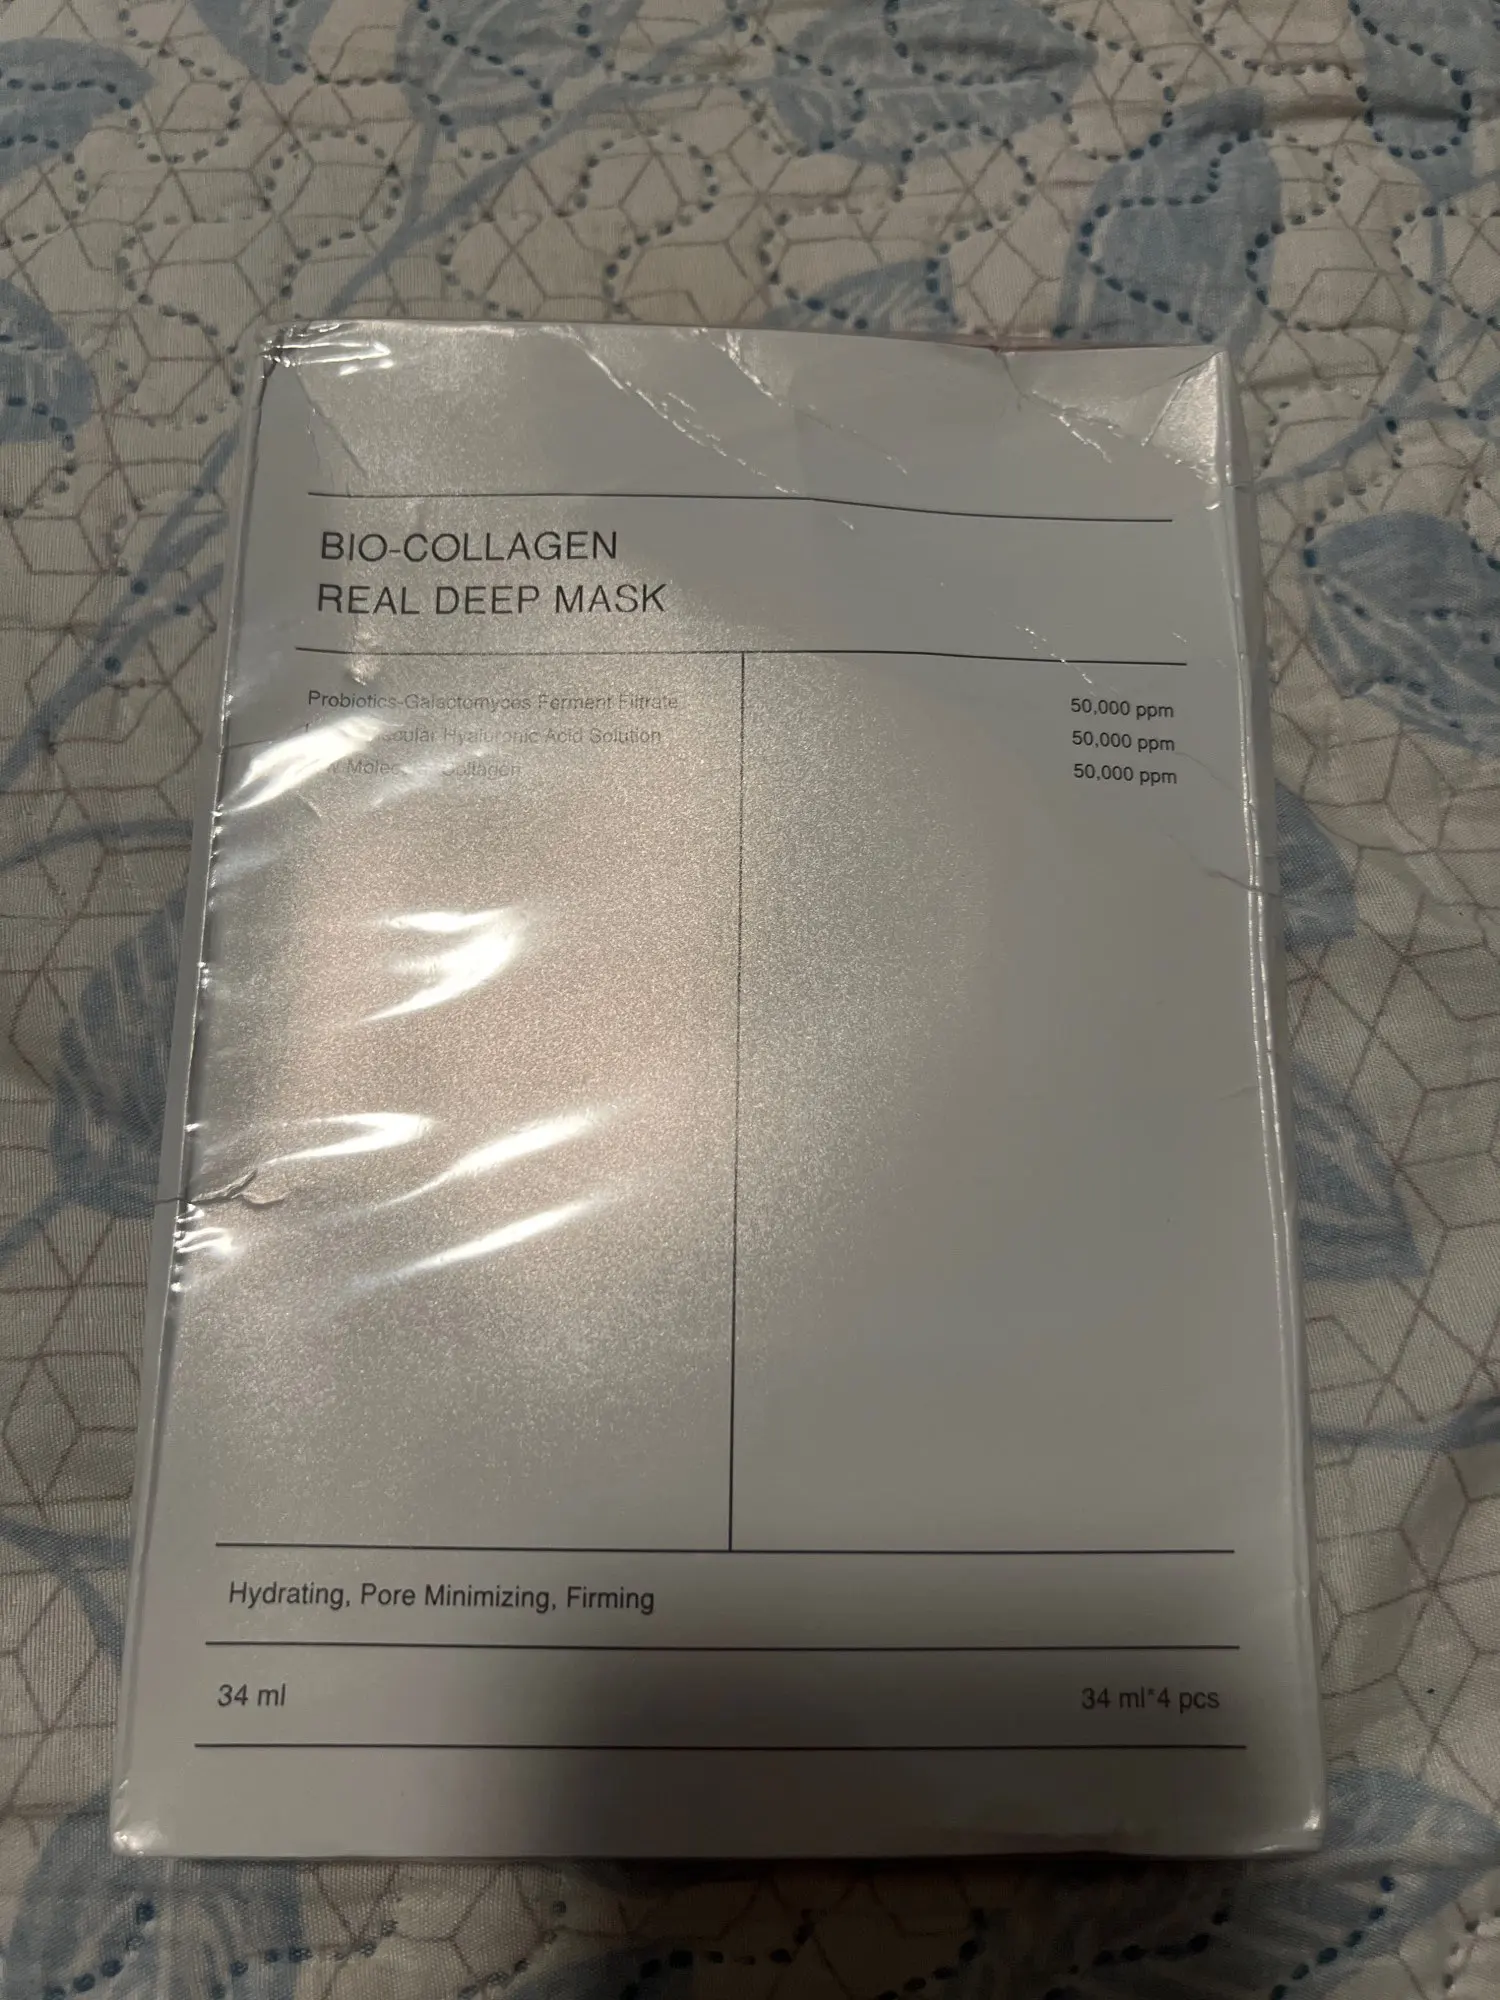 BIO-COLLAGEN
REAL DEEP MASK
Probiotics-Galactomyces Ferment Filtrate 50,000 ppm
Hyaluronic Acid Solution 50,000 ppm
Collagen 50,000 ppm
Hydrating, Pore Minimizing, Firming
34 ml 34 ml*4 pcs